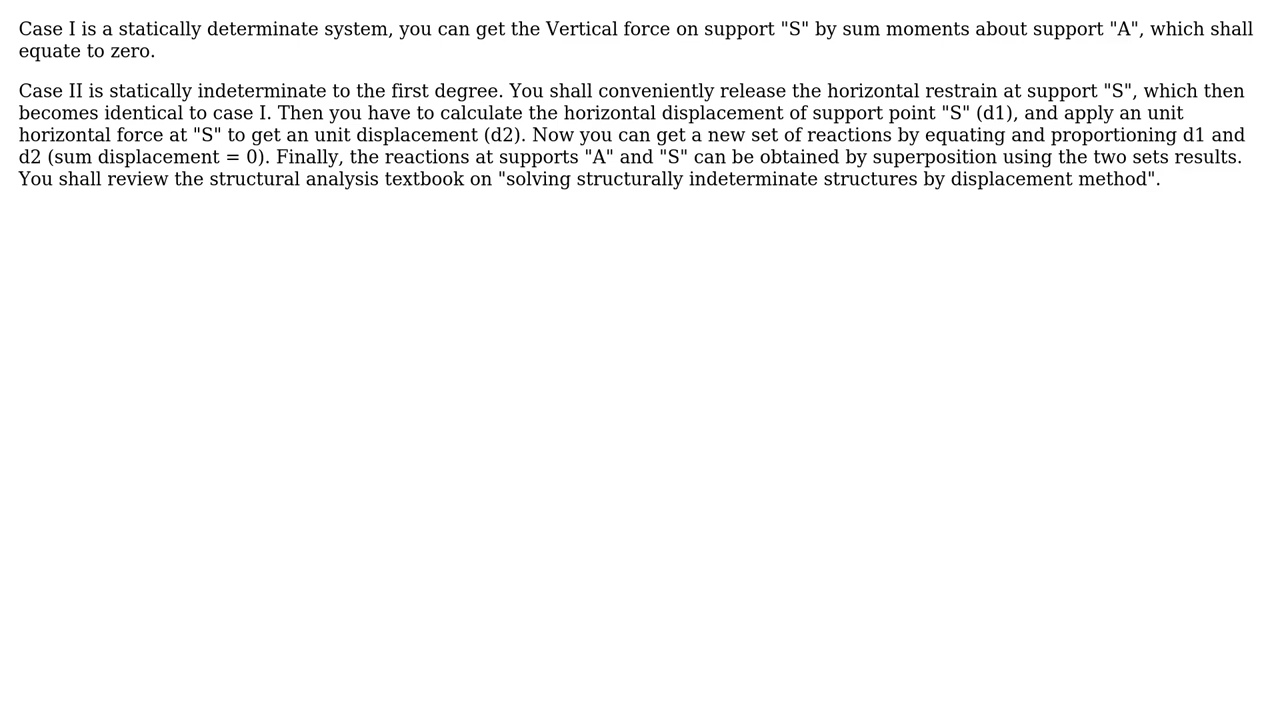 Case I is a statically determinate system, you can get the Vertical force on support "S" by sum moments about support "A", which shall
equate to zero.
Case II is statically indeterminate to the first degree. You shall conveniently release the horizontal restrain at support "S", which then
becomes identical to case I. Then you have to calculate the horizontal displacement of support point "S" (d1), and apply an unit
horizontal force at "S" to get an unit displacement (d2). Now you can get a new set of reactions by equating and proportioning d1 and
d2 (sum displacement = 0). Finally, the reactions at supports "A" and "S" can be obtained by superposition using the two sets results.
You shall review the structural analysis textbook on "solving structurally indeterminate structures by displacement method".